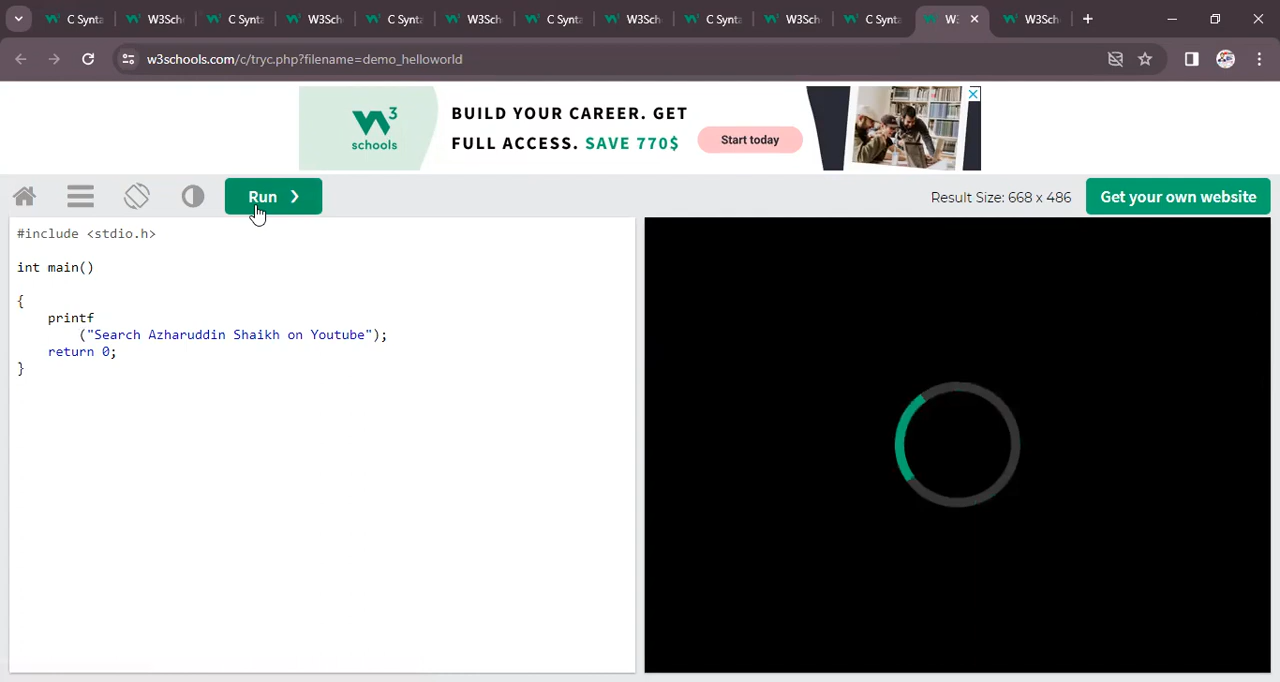 C Synta W3Sch C Synta W3Sch C Synta W3Sch C Synta W3Sch C Synta W3Sch C Synta W3 W3Sch
w3schools.com/c/tryc.php?filename=demo_helloworld
W3
schools
BUILD YOUR CAREER. GET
FULL ACCESS. SAVE 770$
Start today
Run ❯
Result Size: 668 x 486
Get your own website
#include <stdio.h>
int main()
{
printf
("Search Azharuddin Shaikh on Youtube");
return 0;
}